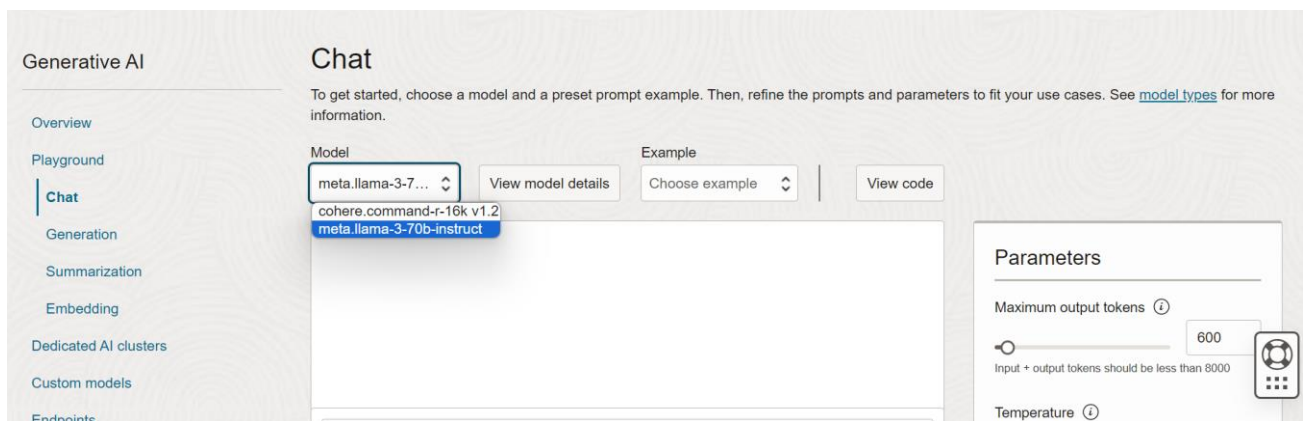 Generative AI
Overview
Playground
Chat
Generation
Summarization
Embedding
Dedicated AI clusters
Custom models
Endpoints
Chat
To get started, choose a model and a preset prompt example. Then, refine the prompts and parameters to fit your use cases. See model types for more
information.
Model
Example
meta.llama-3-7...
View model details
Choose example
View code
cohere.command-r-16k v1.2
meta.llama-3-70b-instruct
Parameters
Maximum output tokens
600
Input + output tokens should be less than 8000
Temperature